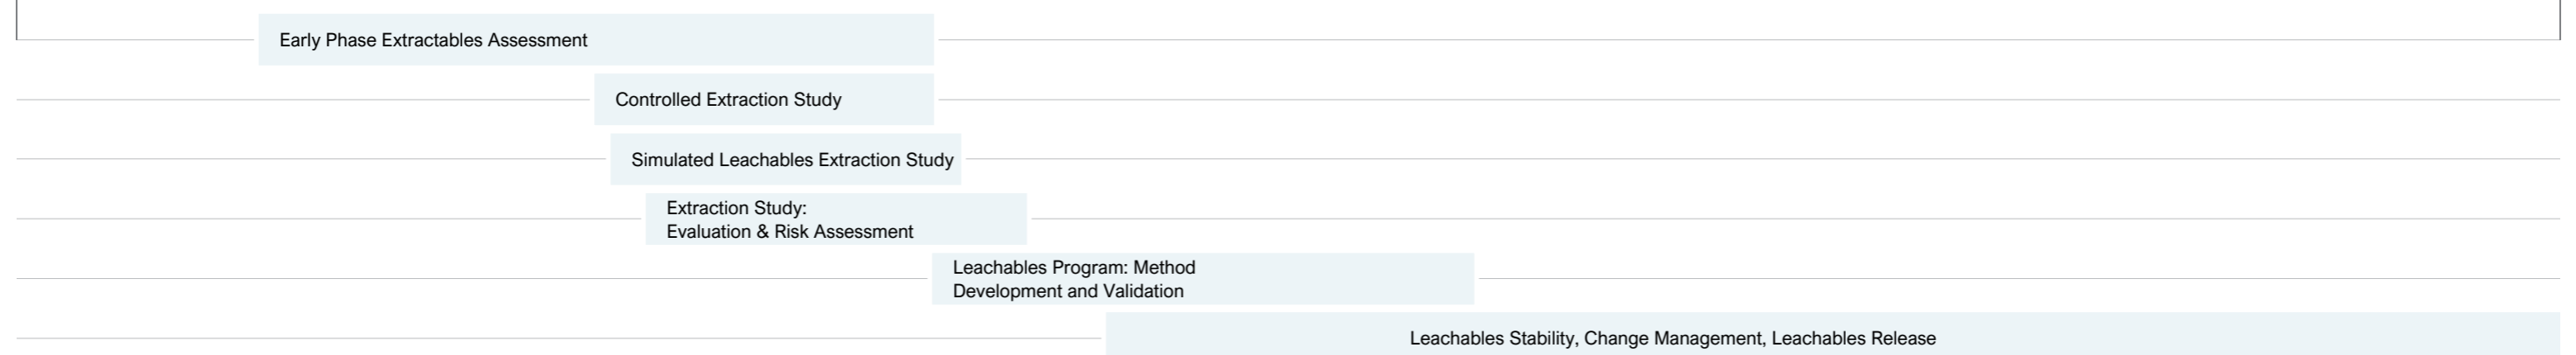 Early Phase Extractables Assessment
Controlled Extraction Study
Simulated Leachables Extraction Study
Extraction Study:
Evaluation & Risk Assessment
Leachables Program: Method
Development and Validation
Leachables Stability, Change Management, Leachables Release